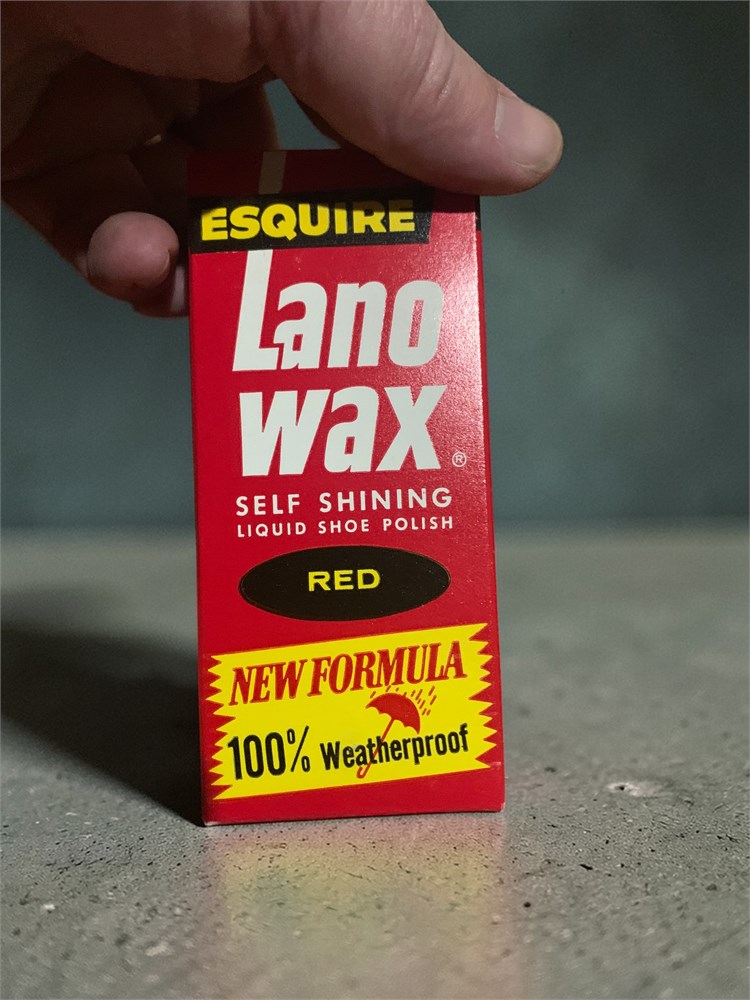 ESQUIRE
Lano
wax®
SELF SHINING
LIQUID SHOE POLISH
RED
NEW FORMULA
100% Weatherproof